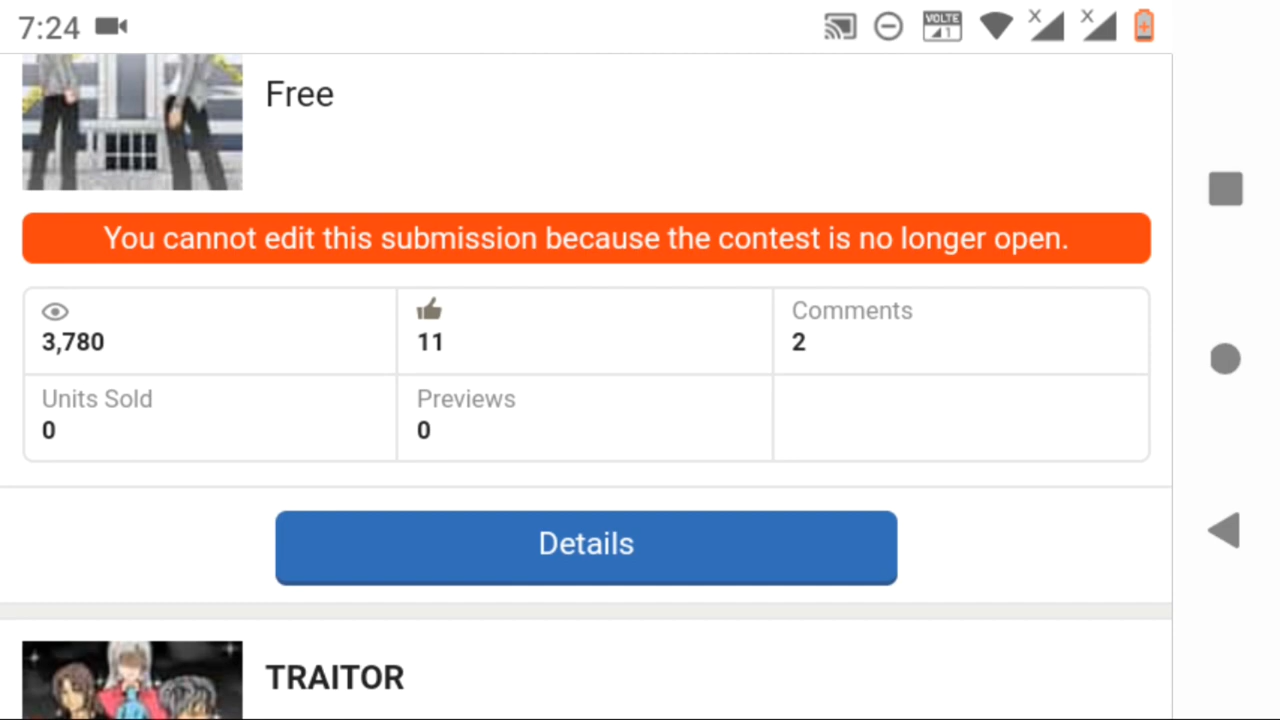 7:24
VOLTE
1
X
X
Free
You cannot edit this submission because the contest is no longer open.
3,780
11
Comments
2
Units Sold
0
Previews
0
Details
TRAITOR